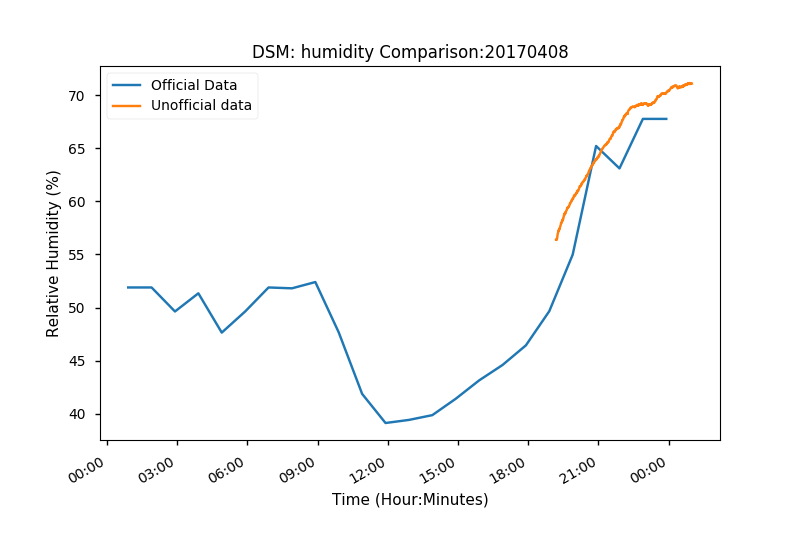 DSM: humidity Comparison:20170408
Official Data
Unofficial data
Relative Humidity (%)
70
65
60
55
50
45
40
00:00 03:00 06:00 09:00 12:00 15:00 18:00 21:00 00:00
Time (Hour:Minutes)